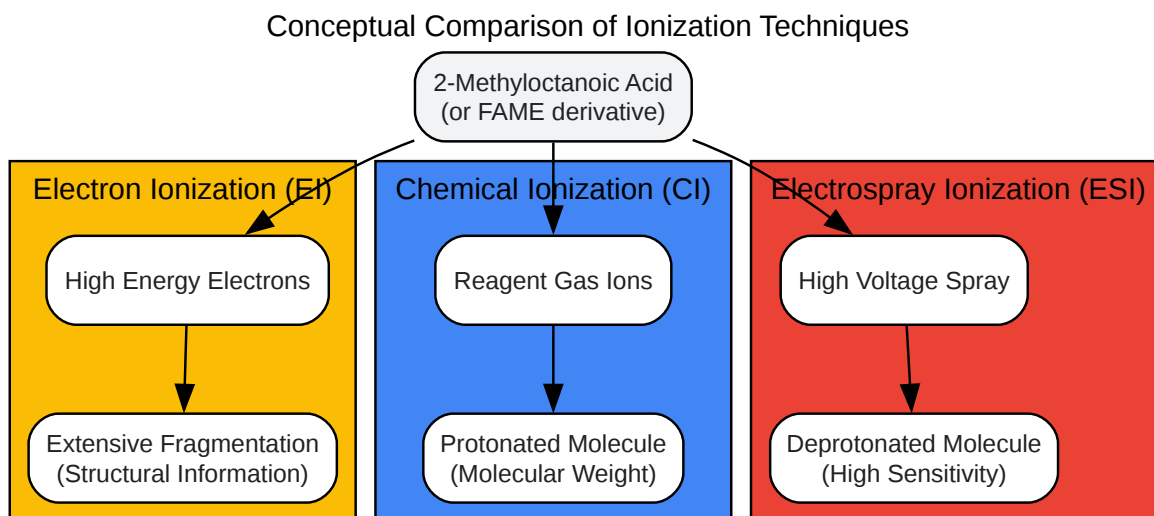 Conceptual Comparison of Ionization Techniques
2-Methyloctanoic Acid
(or FAME derivative)
Electron Ionization (EI)
Chemical Ionization (CI)
Electrospray Ionization (ESI)
High Energy Electrons
Reagent Gas Ions
High Voltage Spray
Extensive Fragmentation
(Structural Information)
Protonated Molecule
(Molecular Weight)
Deprotonated Molecule
(High Sensitivity)